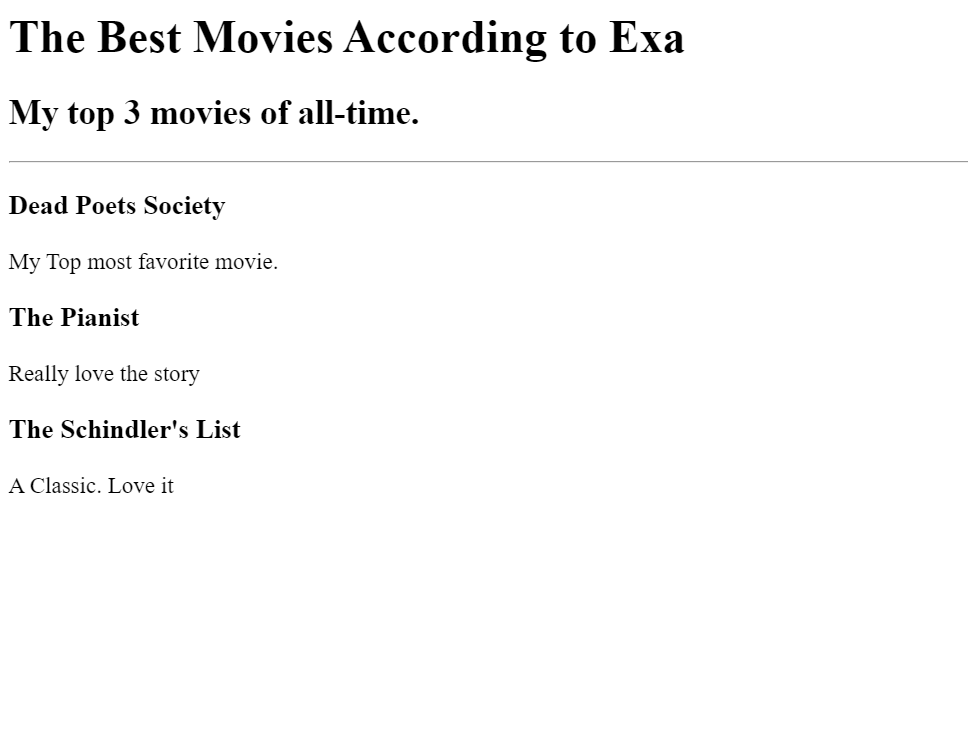 The Best Movies According to Exa
My top 3 movies of all-time.
Dead Poets Society
My Top most favorite movie.
The Pianist
Really love the story
The Schindler's List
A Classic. Love it